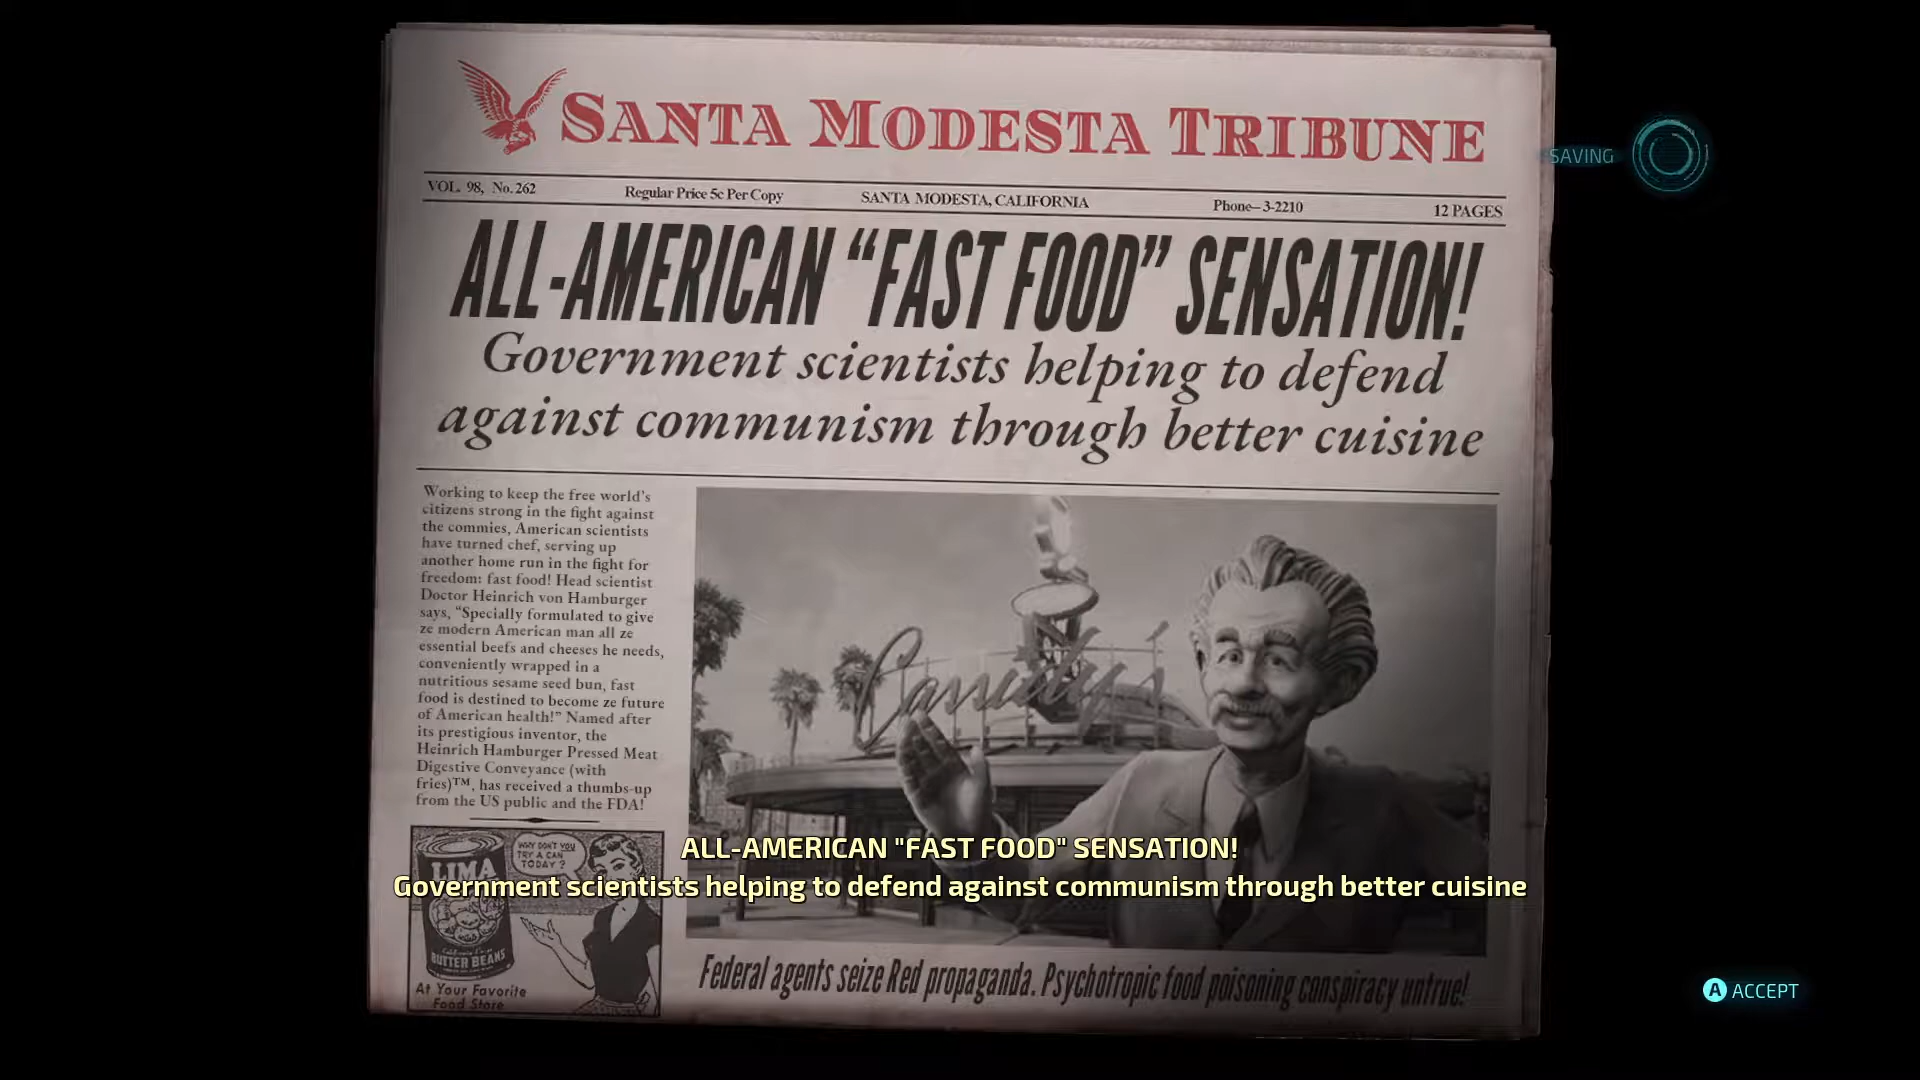 SANTA MODESTA TRIBUNE
SAVING
VOL. 98, No. 262
Regular Price 5c Per Copy
SANTA MODESTA, CALIFORNIA
Phone–3-2210
12 PAGES
ALL-AMERICAN “FAST FOOD” SENSATION!
Government scientists helping to defend
against communism through better cuisine
Working to keep the free world’s
citizens strong in the fight against
the commies, American scientists
have turned chef, serving up
another home run in the fight for
freedom: fast food! Head scientist
Doctor Heinrich von Hamburger
says, “Specially formulated to give
ze modern American man all ze
essential beefs and cheeses he needs,
conveniently wrapped in a
nutritious sesame seed bun, fast
food is destined to become ze future
of American health!” Named after
its prestigious inventor, the
Heinrich Hamburger Pressed Meat
Digestive Conveyance (with
fries)™, has received a thumbs-up
from the US public and the FDA!
Cassidy's
LIMA
BUTTER BEANS
WHY DON'T YOU
TRY A CAN
TODAY?
At Your Favorite
Food Store
ALL-AMERICAN "FAST FOOD" SENSATION!
Government scientists helping to defend against communism through better cuisine
Federal agents seize Red propaganda. Psychotropic food poisoning conspiracy untrue!
A ACCEPT